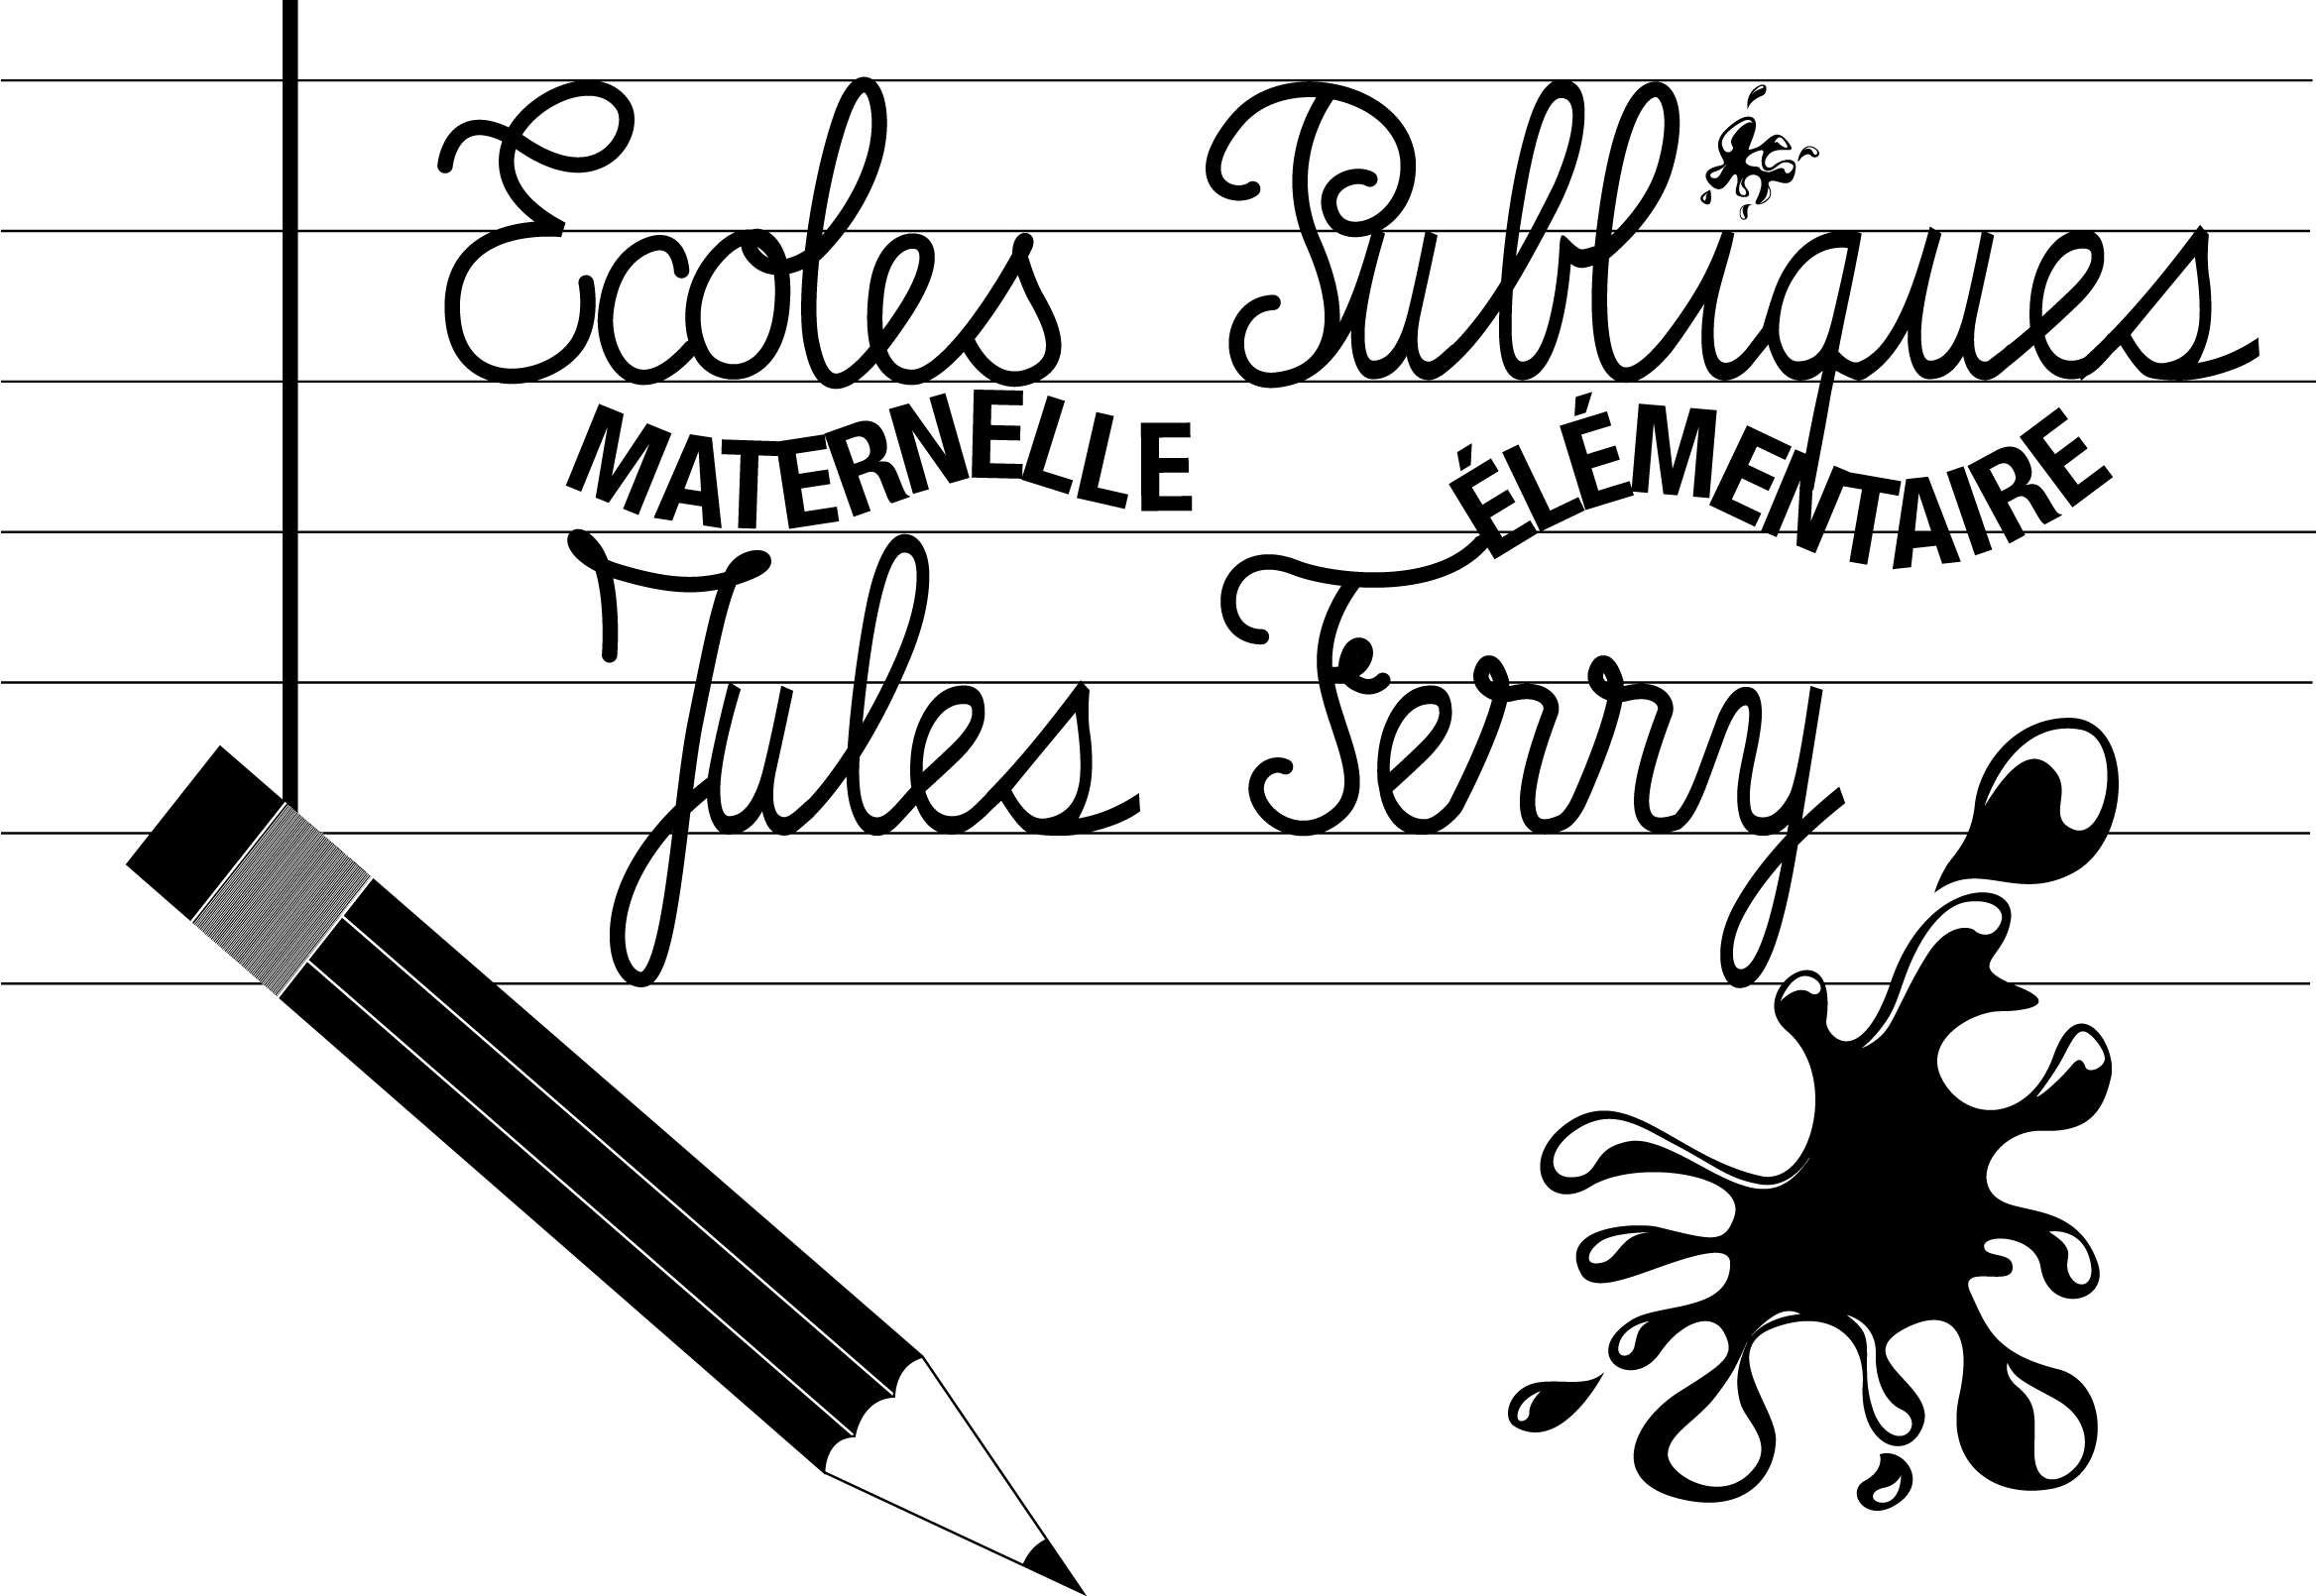 Ecoles Publiques
MATERNELLE ÉLÉMENTAIRE
Jules Ferry